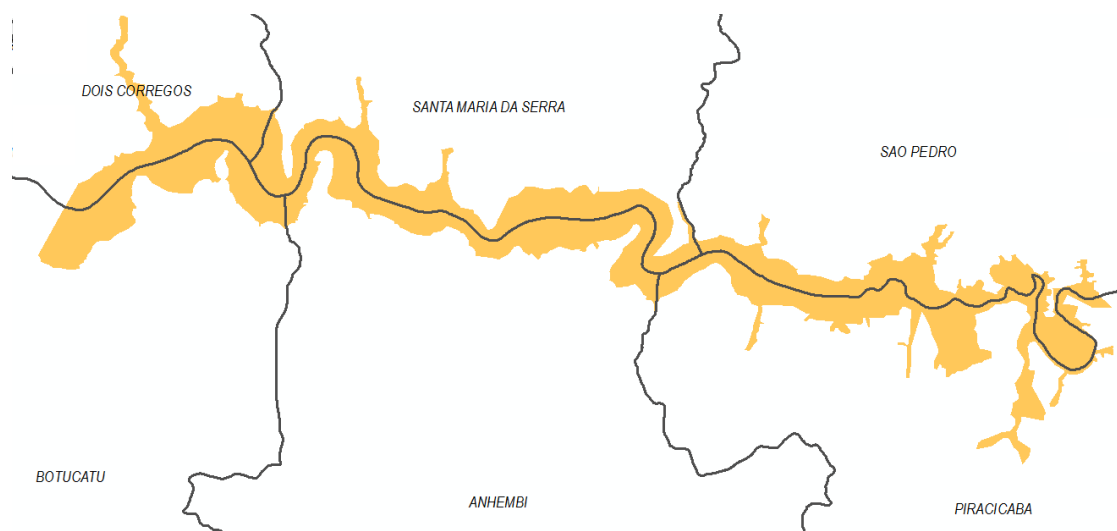 DOIS CORREGOS
SANTA MARIA DA SERRA
SAO PEDRO
BOTUCATU
ANHEMBI
PIRACICABA